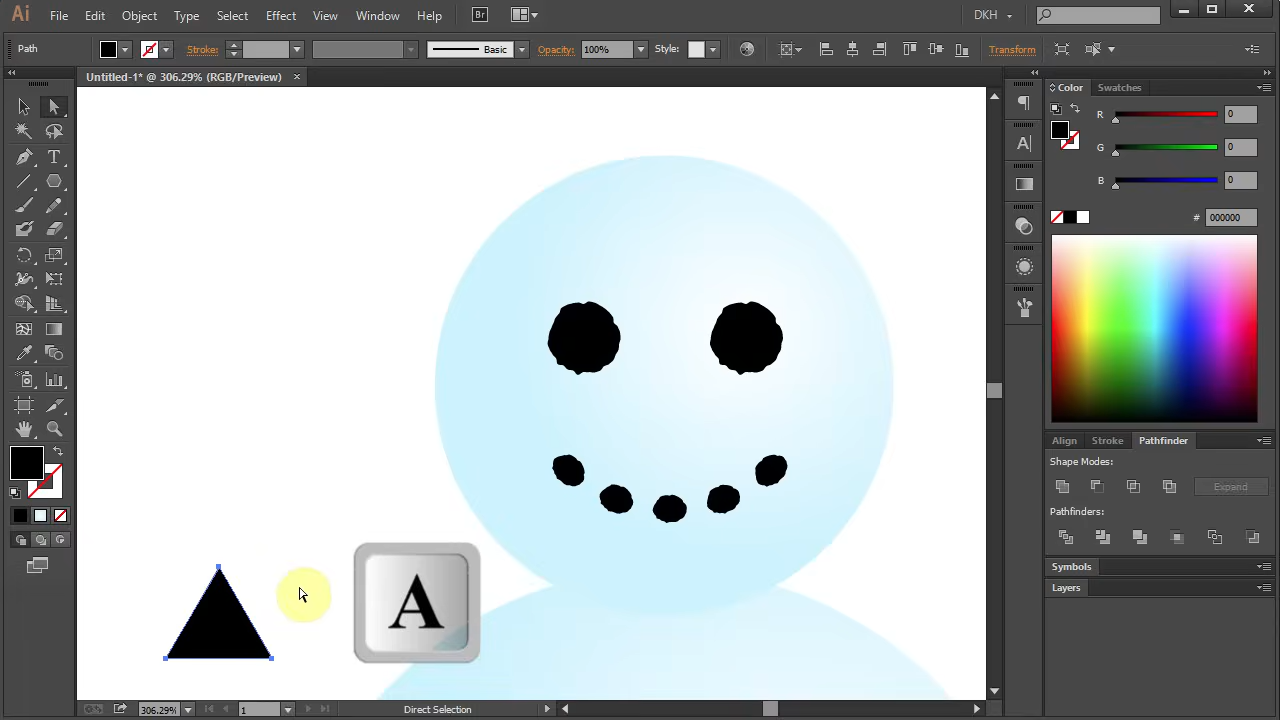 Ai File Edit Object Type Select Effect View Window Help Br DKH
Path Stroke: Basic Opacity: 100% Style: Transform
Untitled-1* @ 306.29% (RGB/Preview) ×
Color Swatches
R 0
G 0
B 0
# 000000
Align Stroke Pathfinder
Shape Modes:
Expand
Pathfinders:
Symbols
Layers
A
306.29% 1 Direct Selection